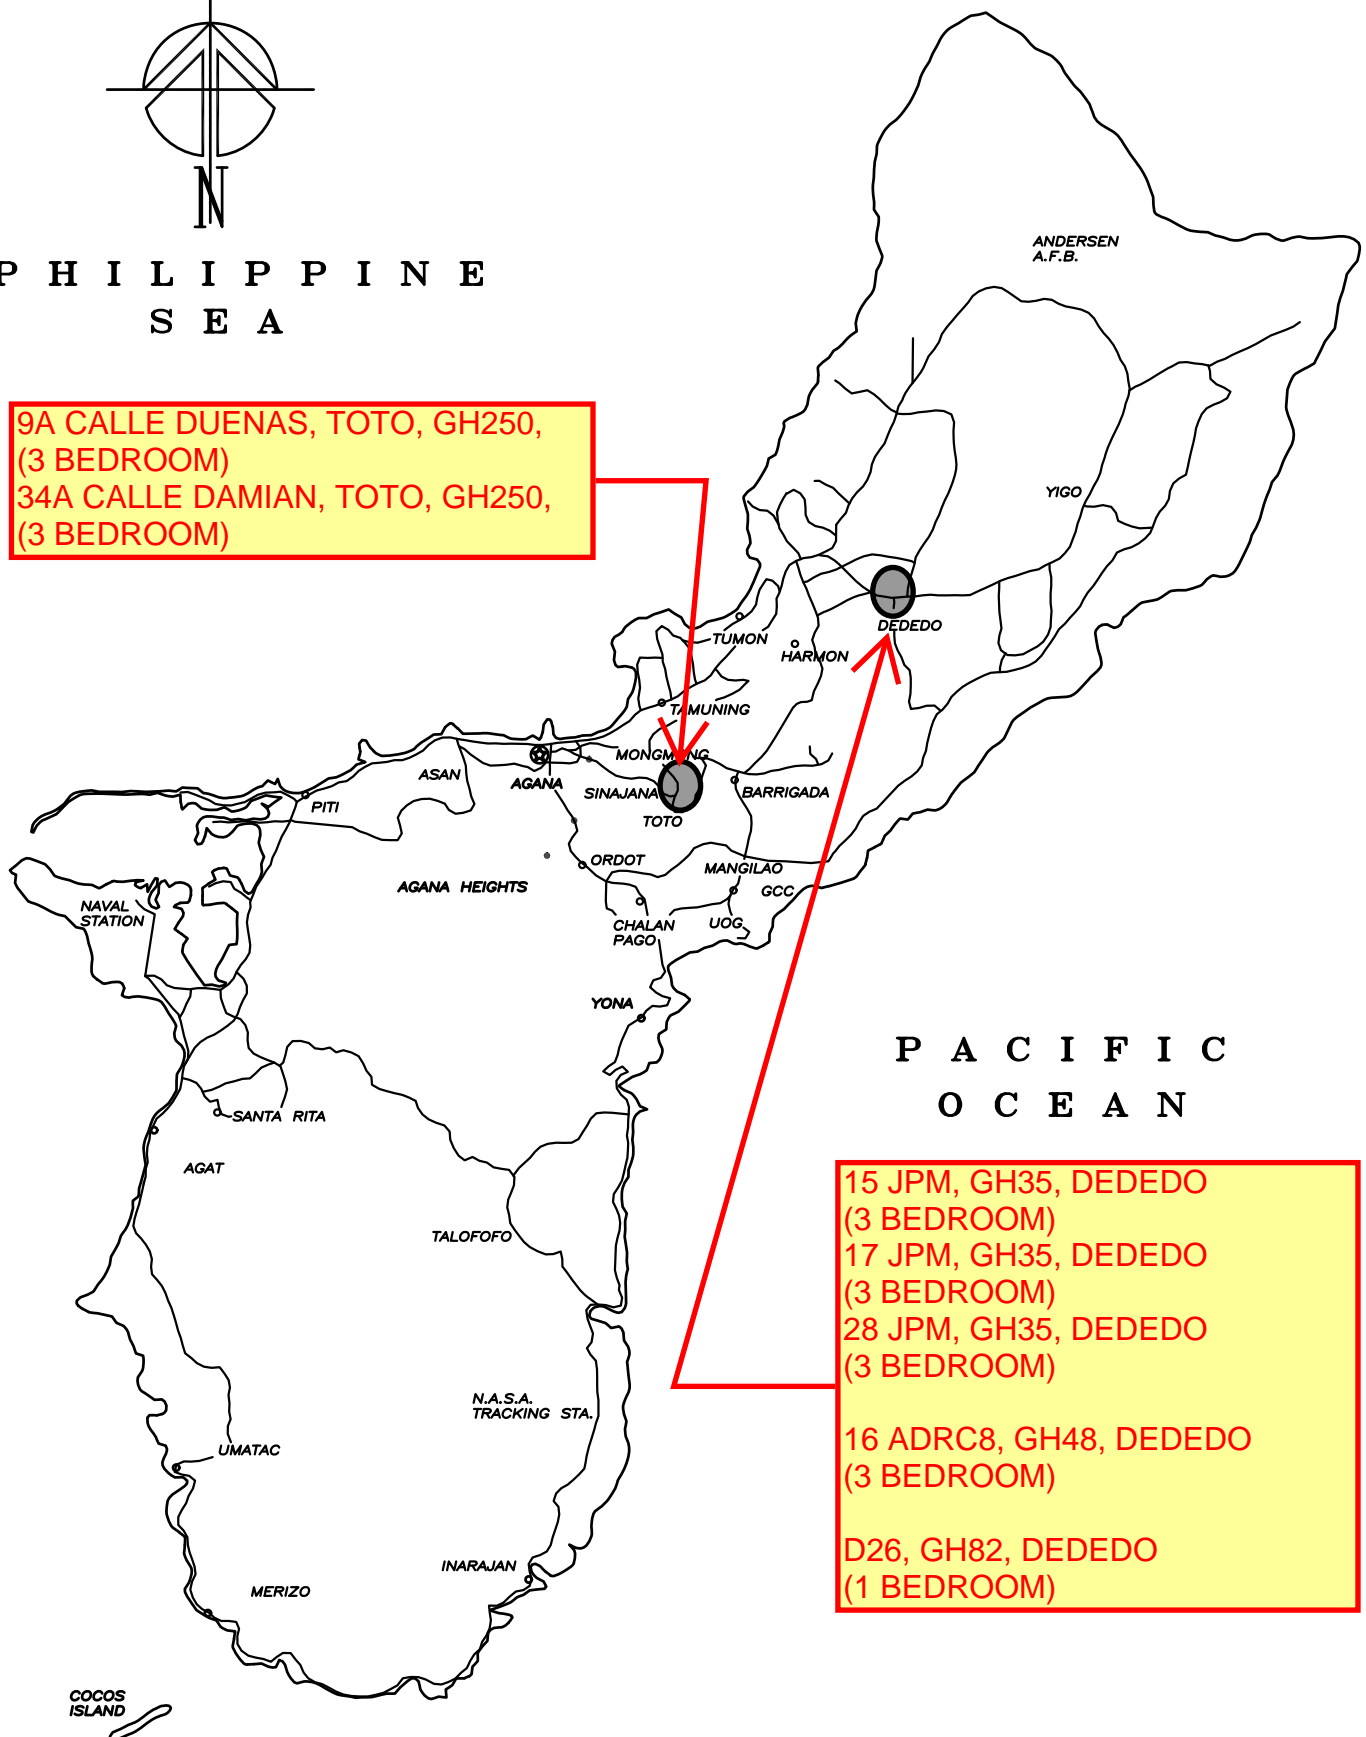 N
PHILIPPINE
SEA
ANDERSEN
A.F.B.
9A CALLE DUENAS, TOTO, GH250,
(3 BEDROOM)
34A CALLE DAMIAN, TOTO, GH250,
(3 BEDROOM)
YIGO
DEDEDO
TUMON
HARMON
TAMUNING
MONGMONG
ASAN
AGANA
SINAJANA
BARRIGADA
PITI
TOTO
ORDOT
MANGILAO
AGANA HEIGHTS
GCC
NAVAL
STATION
CHALAN
PAGO
UOG
YONA
PACIFIC
OCEAN
SANTA RITA
AGAT
TALOFOFO
15 JPM, GH35, DEDEDO
(3 BEDROOM)
17 JPM, GH35, DEDEDO
(3 BEDROOM)
28 JPM, GH35, DEDEDO
(3 BEDROOM)
16 ADRC8, GH48, DEDEDO
(3 BEDROOM)
D26, GH82, DEDEDO
(1 BEDROOM)
N.A.S.A.
TRACKING STA.
UMATAC
INARAJAN
MERIZO
COCOS
ISLAND